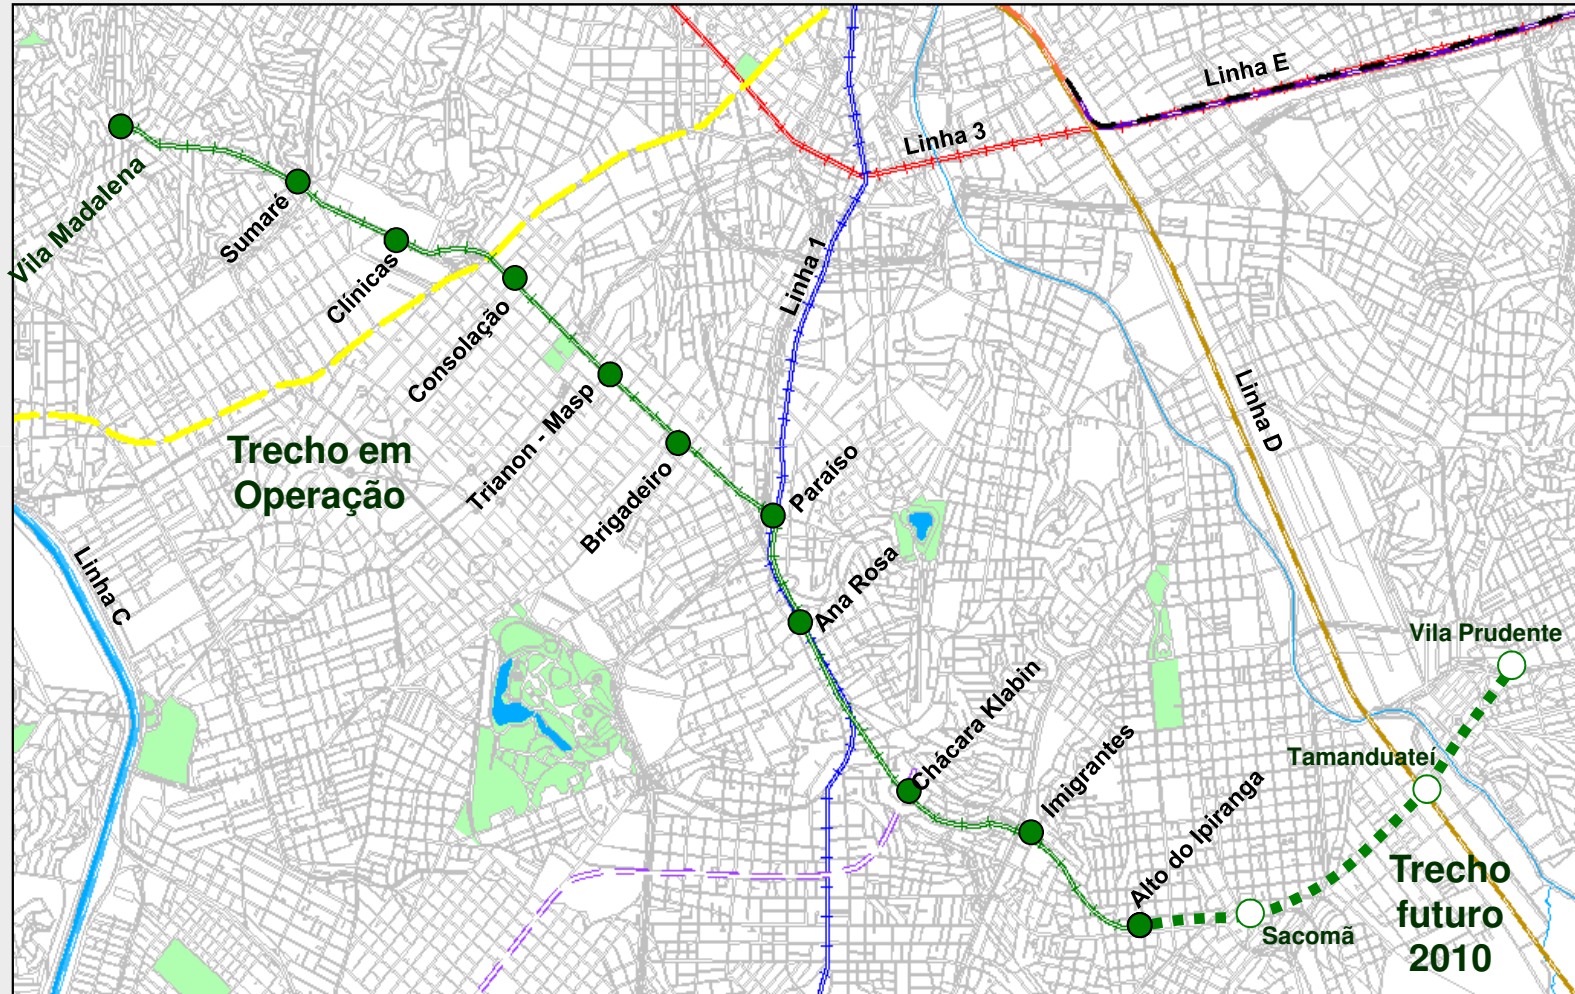 Linha E
Linha 3
Vila Madalena
Sumaré
Clínicas
Linha 1
Consolação
Trianon - Masp
Linha D
Trecho em
Operação
Brigadeiro
Paraíso
Linha C
Ana Rosa
Vila Prudente
Chácara Klabin
Imigrantes
Tamanduateí
Alto do Ipiranga
Sacomã
Trecho
futuro
2010